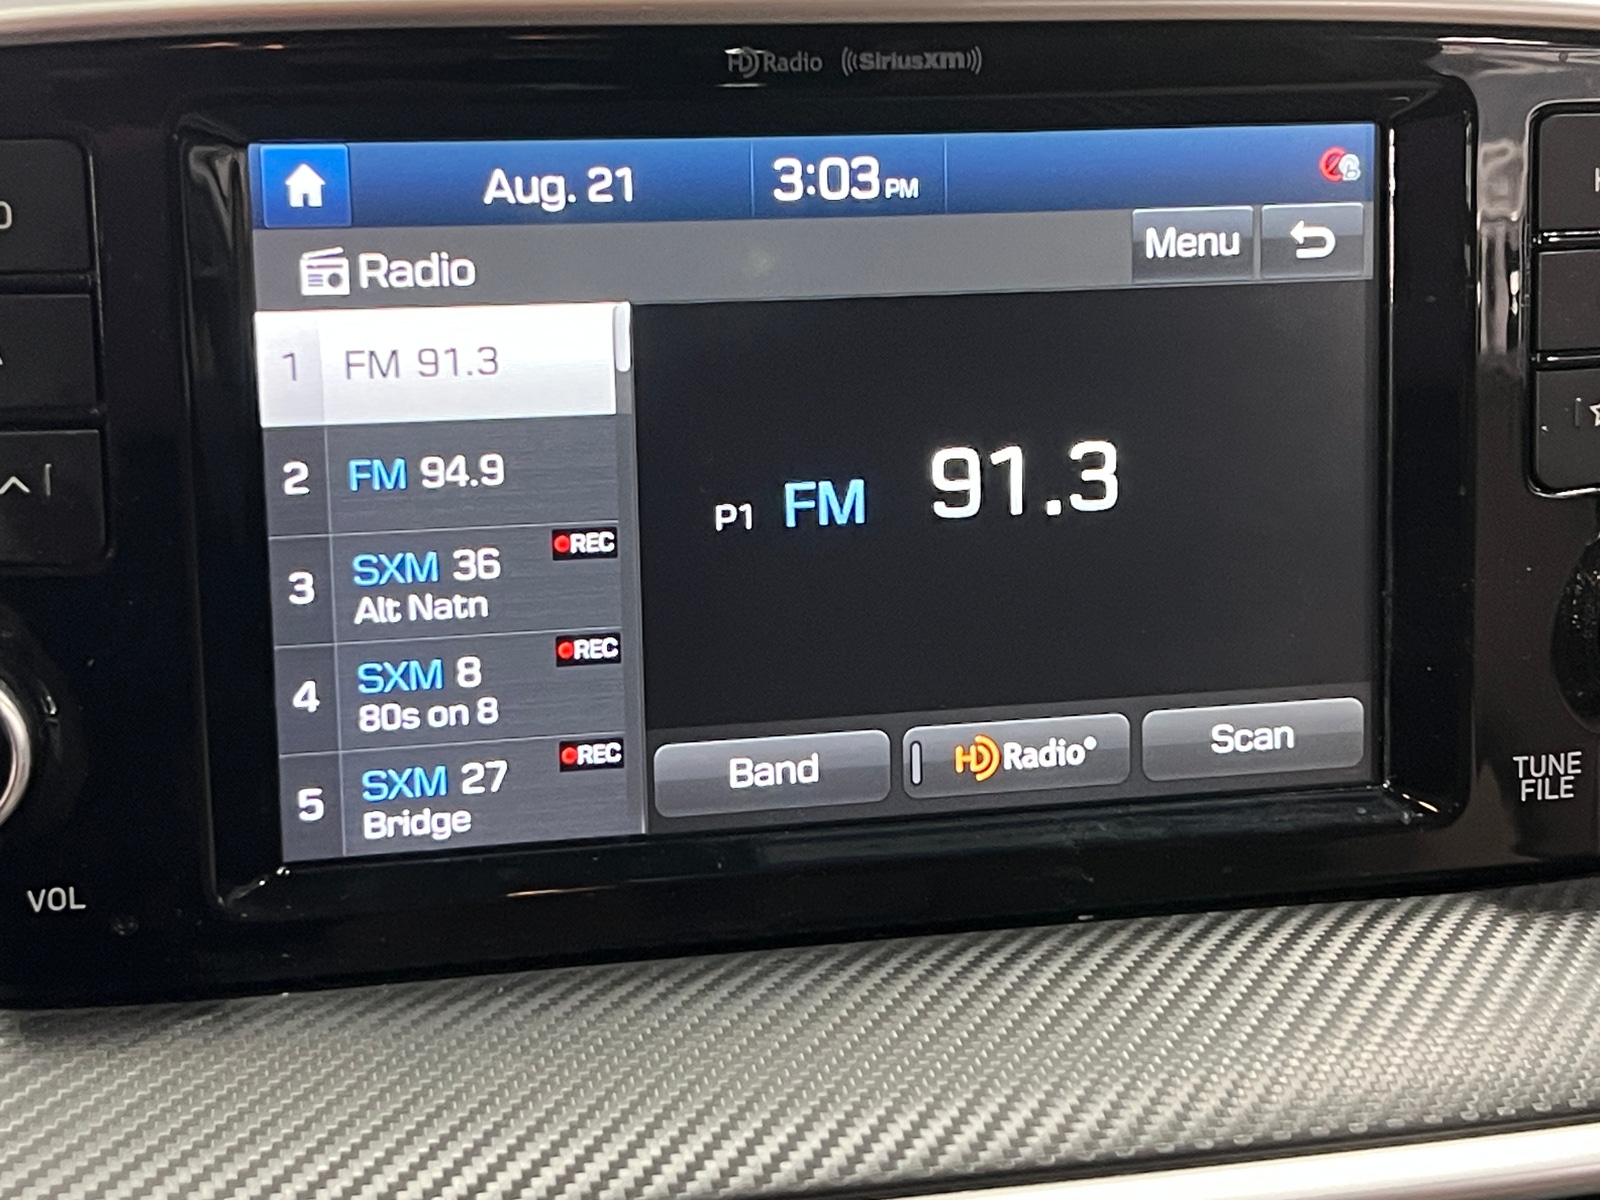 HD Radio ((SiriusXM))
Aug. 21 3:03 PM
Menu
Radio
1 FM 91.3
2 FM 94.9
3 SXM 36 REC
Alt Natn
4 SXM 8 REC
80s on 8
5 SXM 27 REC
Bridge
P1 FM 91.3
Band HD Radio® Scan
VOL
TUNE
FILE